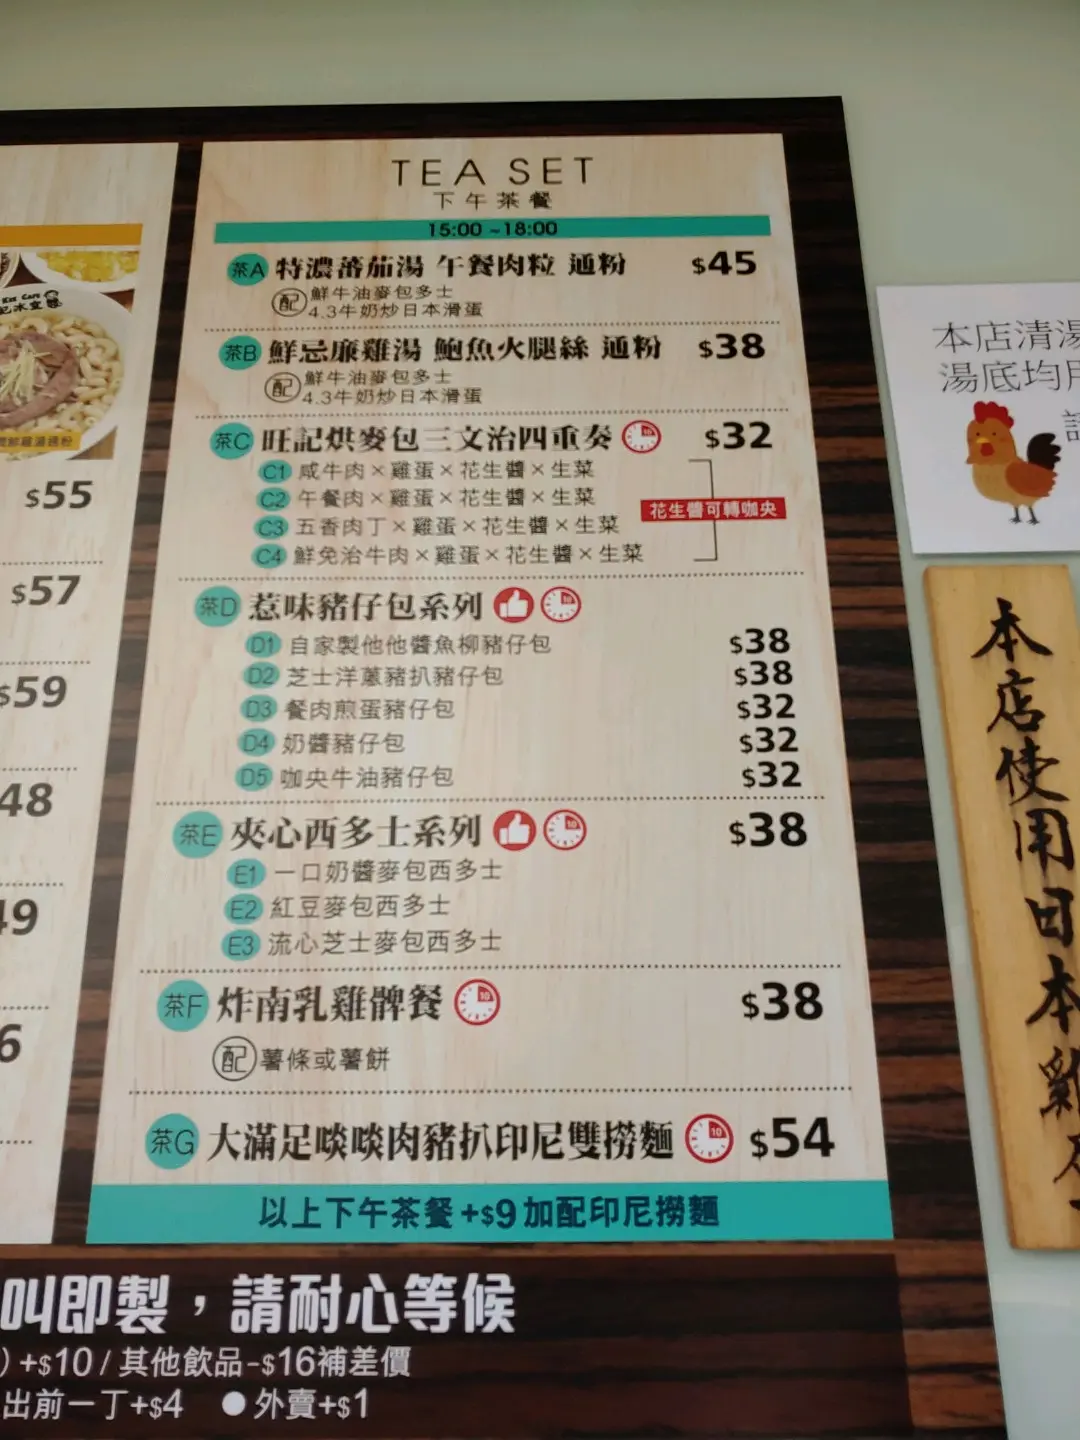 TEA SET
下午茶餐
15:00 ~18:00
茶A 特濃蕃茄湯 午餐肉粒 通粉 $45
配 鮮牛油麥包多士
4.3牛奶炒日本滑蛋
茶B 鮮忌廉雞湯 鮑魚火腿絲 通粉 $38
配 鮮牛油麥包多士
4.3牛奶炒日本滑蛋
茶C 旺記烘麥包三文治四重奏 10 $32
C1 咸牛肉×雞蛋×花生醬×生菜
C2 午餐肉×雞蛋×花生醬×生菜
C3 五香肉丁×雞蛋×花生醬×生菜
C4 鮮免治牛肉×雞蛋×花生醬×生菜
花生醬可轉咖央
茶D 惹味豬仔包系列 10
D1 自家製他他醬魚柳豬仔包 $38
D2 芝士洋蔥豬扒豬仔包 $38
D3 餐肉煎蛋豬仔包 $32
D4 奶醬豬仔包 $32
D5 咖央牛油豬仔包 $32
茶E 夾心西多士系列 10 $38
E1 一口奶醬麥包西多士
E2 紅豆麥包西多士
E3 流心芝士麥包西多士
茶F 炸南乳雞髀餐 10 $38
配 薯條或薯餅
茶G 大滿足啖啖肉豬扒印尼雙撈麵 10 $54
以上下午茶餐+$9加配印尼撈麵
叫即製，請耐心等候
)+$10/其他飲品-$16補差價
出前一丁+$4 ●外賣+$1
$55
$57
$59
48
49
6
本店清湯
湯底均用
本店使用日本雞